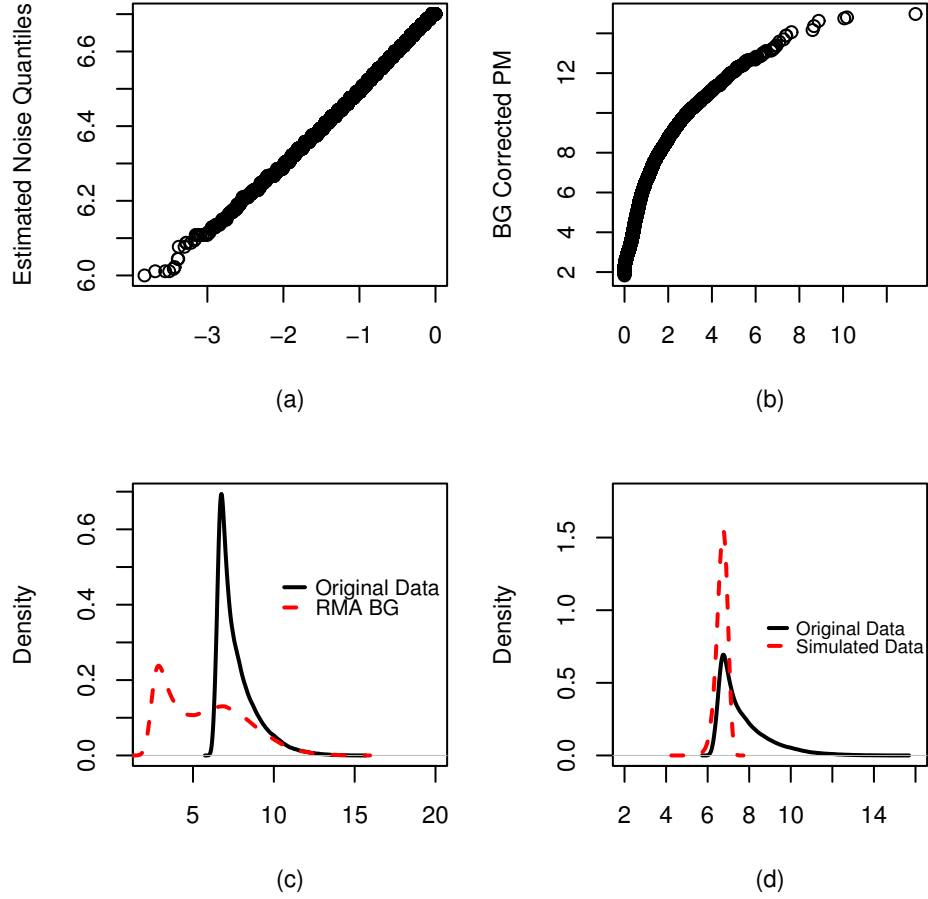 Estimated Noise Quantiles
6.0 6.2 6.4 6.6
−3 −2 −1 0
(a)
BG Corrected PM
2 4 6 8 12
0 2 4 6 8 10
(b)
Density
0.0 0.2 0.4 0.6
Original Data
RMA BG
5 10 15 20
(c)
Density
0.0 0.5 1.0 1.5
Original Data
Simulated Data
2 4 6 8 10 14
(d)